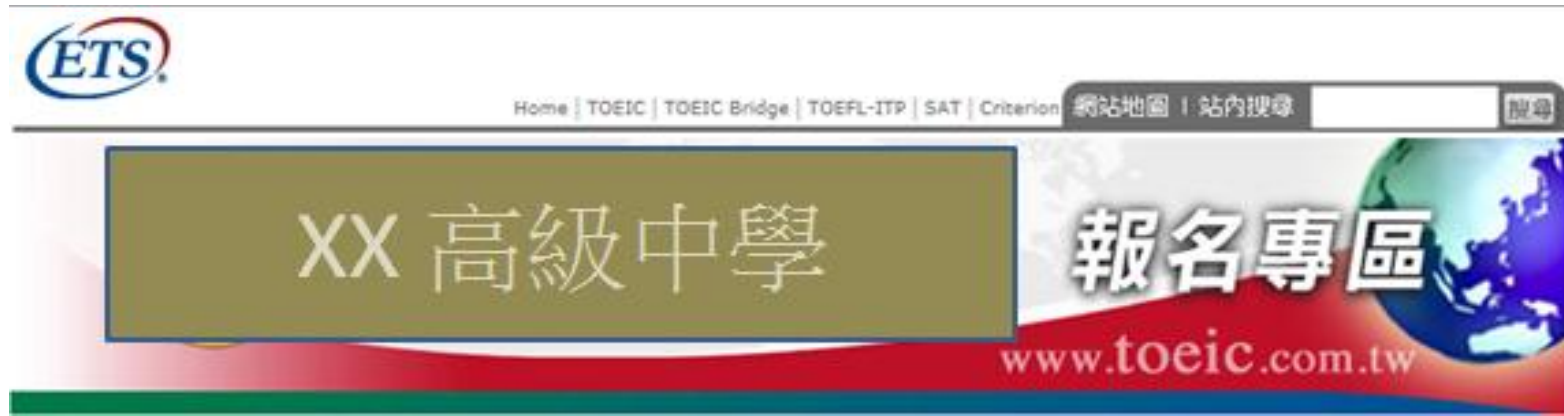 ETS
Home | TOEIC | TOEIC Bridge | TOEFL-ITP | SAT | Criterion 網站地圖 | 站內搜尋 搜尋
XX 高級中學
報名專區
www.toeic.com.tw